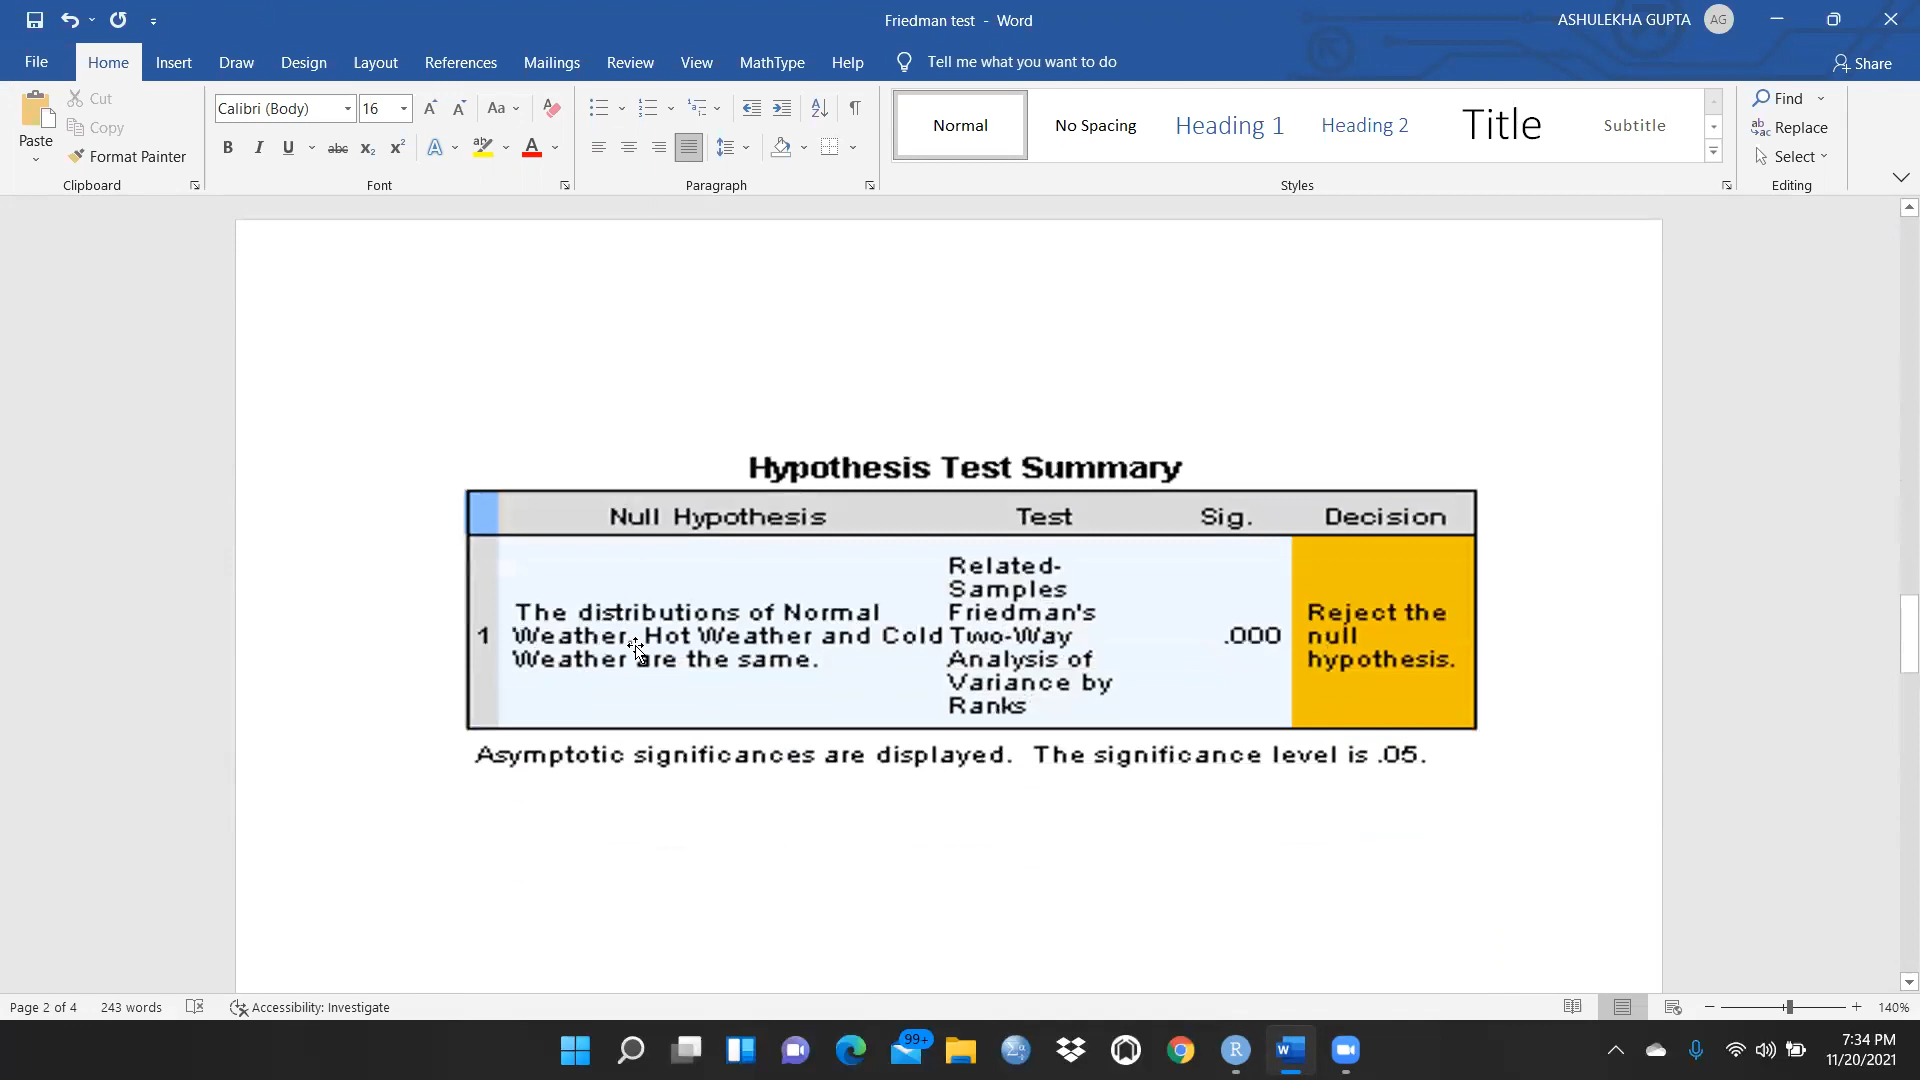 Friedman test - Word
ASHULEKHA GUPTA AG
File Home Insert Draw Design Layout References Mailings Review View MathType Help Tell me what you want to do Share
Paste
Cut
Copy
Format Painter
Clipboard
Calibri (Body) 16 Aa
B I U abc x₂ x² A ab A
Font
Paragraph
Normal No Spacing Heading 1 Heading 2 Title Subtitle
Styles
Find
Replace
Select
Editing
Hypothesis Test Summary
Null Hypothesis Test Sig. Decision
1
The distributions of Normal
Weather, Hot Weather and Cold
Weather are the same.
Related-
Samples
Friedman's
Two-Way
Analysis of
Variance by
Ranks
.000
Reject the
null
hypothesis.
Asymptotic significances are displayed. The significance level is .05.
Page 2 of 4 243 words Accessibility: Investigate 140%
99+
7:34 PM
11/20/2021